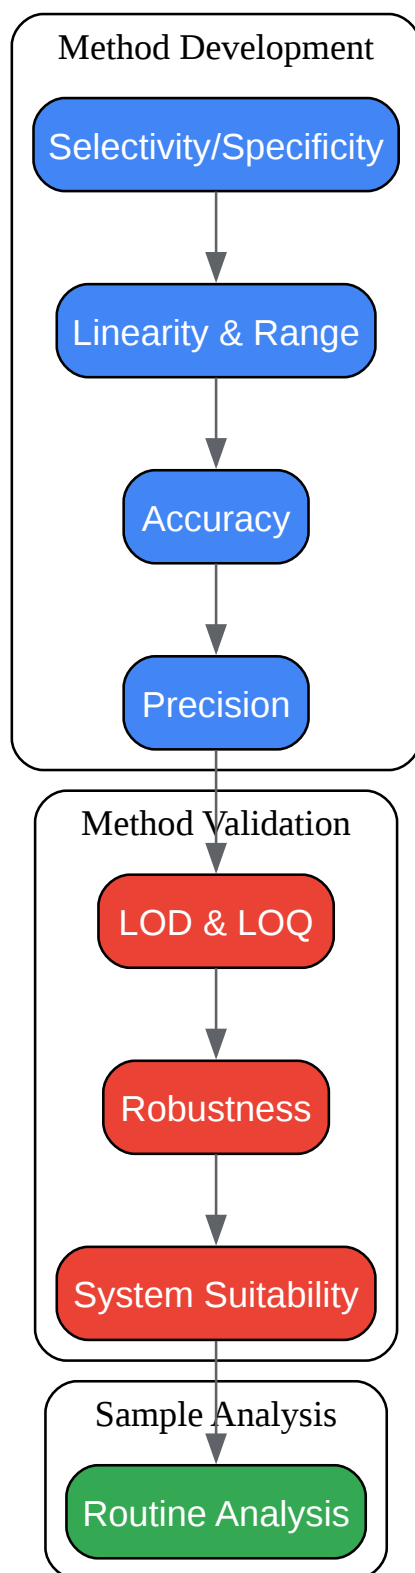 Method Development
Selectivity/Specificity
Linearity & Range
Accuracy
Precision
Method Validation
LOD & LOQ
Robustness
System Suitability
Sample Analysis
Routine Analysis